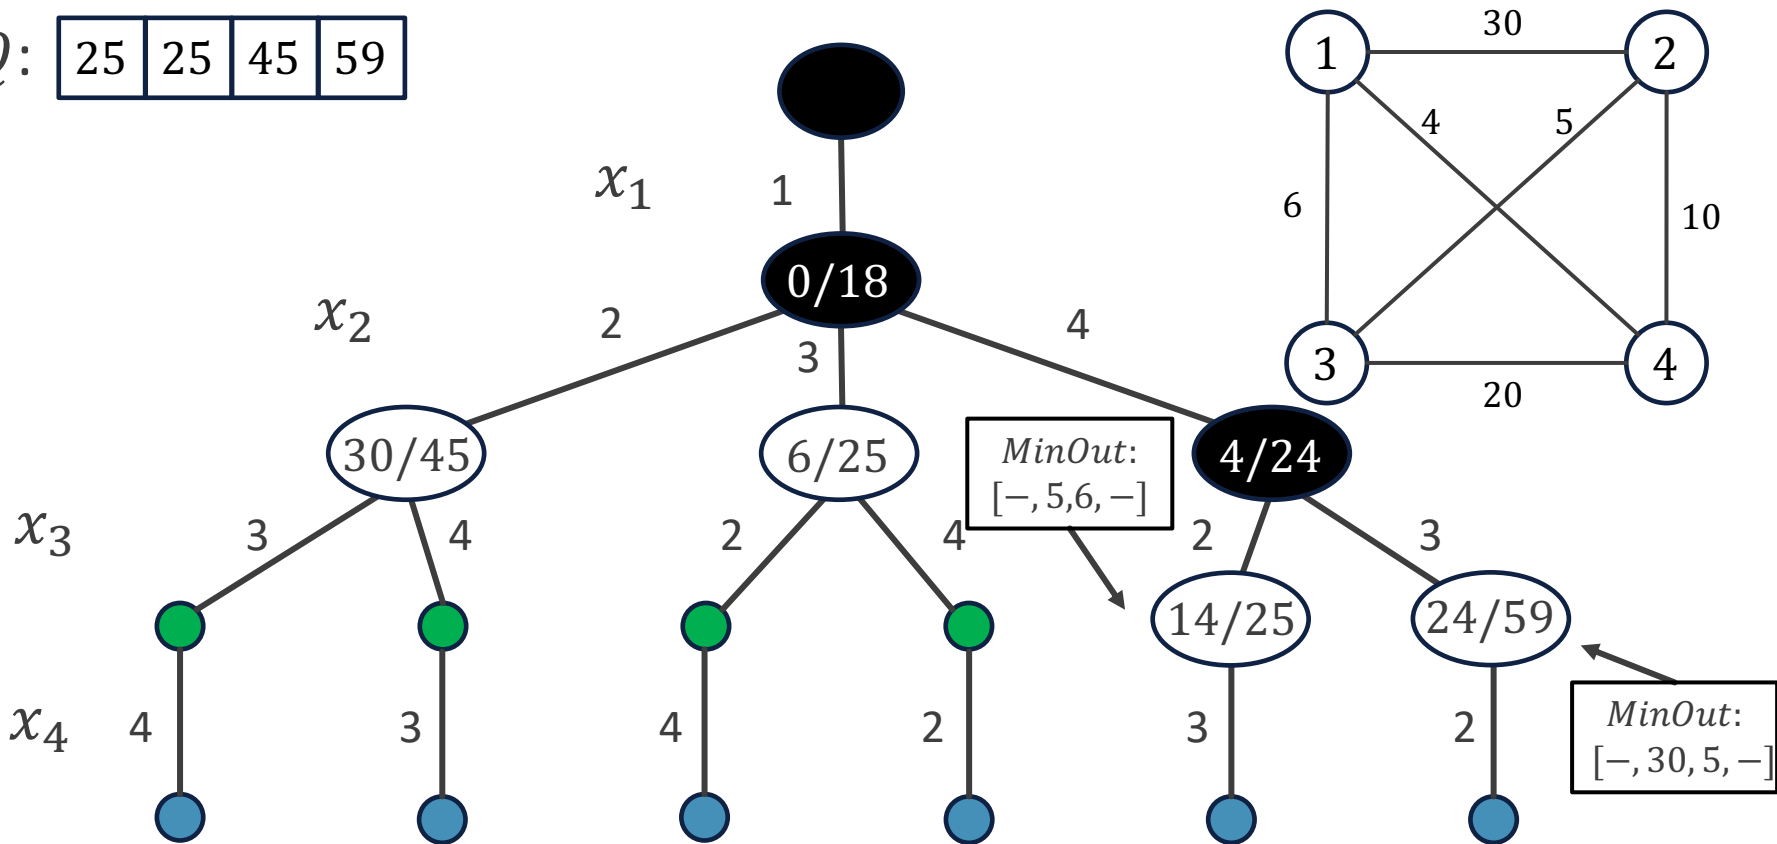 Q: 25 25 45 59
30
1 2
4 5
x₁ 1
6 10
0/18
x₂ 2 3 4
3 4
20
30/45 6/25 4/24
MinOut:
[−, 5,6, −]
x₃ 3 4 2 4 2 3
14/25 24/59
MinOut:
[−, 30, 5, −]
x₄ 4 3 4 2 3 2